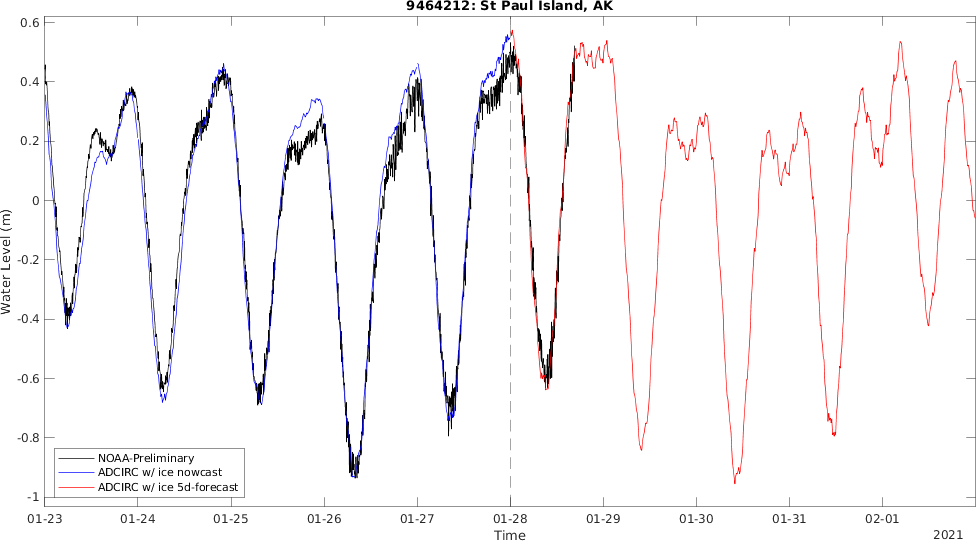 9464212: St Paul Island, AK
0.6
0.4
0.2
0
-0.2
-0.4
-0.6
-0.8
-1
Water Level (m)
NOAA-Preliminary
ADCIRC w/ ice nowcast
ADCIRC w/ ice 5d-forecast
01-23 01-24 01-25 01-26 01-27 01-28 01-29 01-30 01-31 02-01
Time
2021